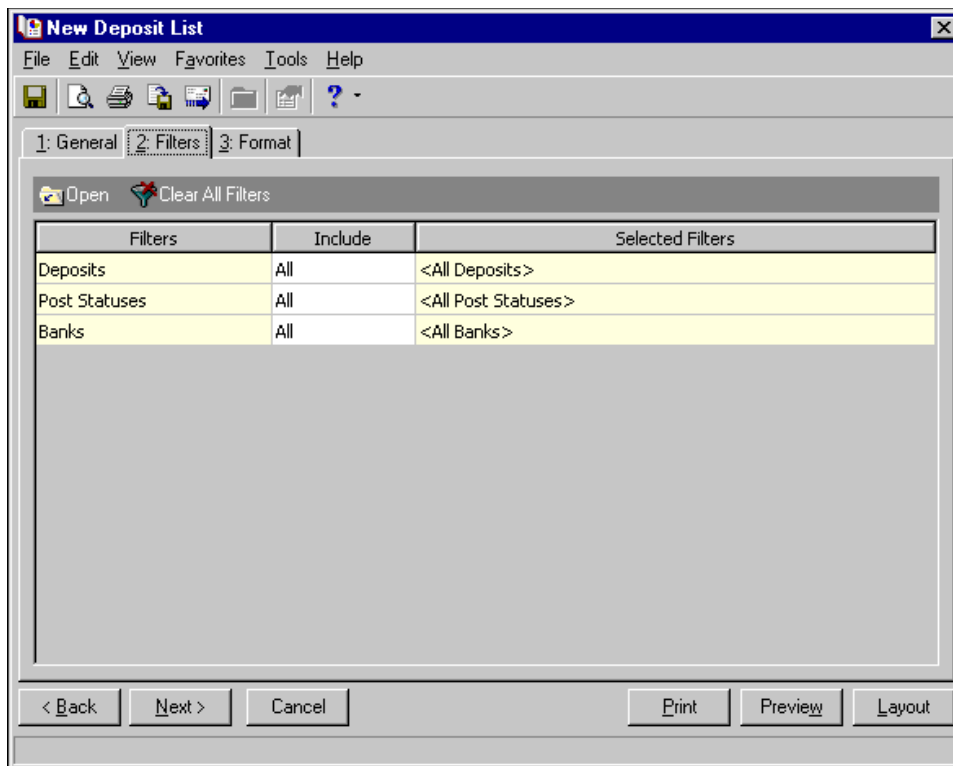 New Deposit List
File Edit View Favorites Tools Help
?
1: General 2: Filters 3: Format
Open Clear All Filters
Filters Include Selected Filters
Deposits All <All Deposits>
Post Statuses All <All Post Statuses>
Banks All <All Banks>
< Back Next > Cancel Print Preview Layout